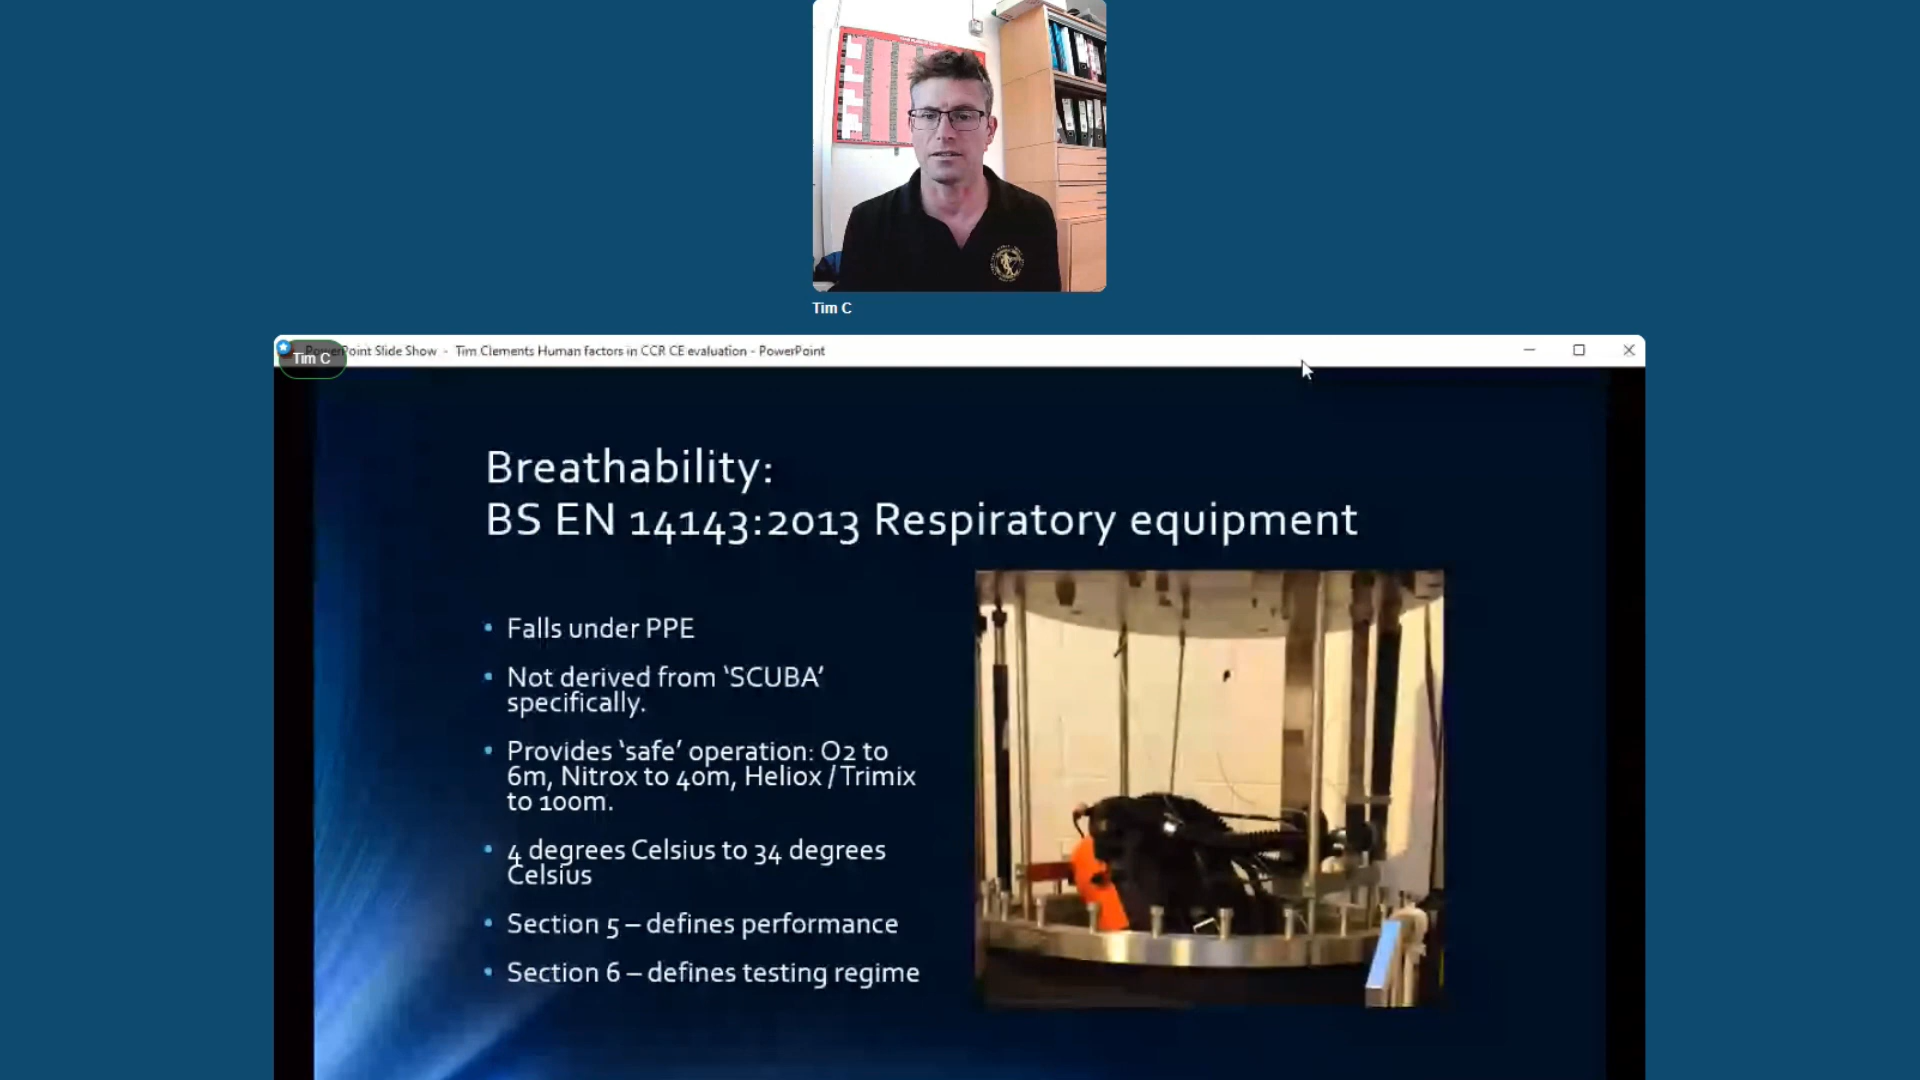 Tim C
PowerPoint Slide Show - Tim Clements Human factors in CCR CE evaluation - PowerPoint
Tim C
Breathability:
BS EN 14143:2013 Respiratory equipment
• Falls under PPE
• Not derived from ‘SCUBA’
specifically.
• Provides ‘safe’ operation: O2 to
6m, Nitrox to 40m, Heliox / Trimix
to 100m.
• 4 degrees Celsius to 34 degrees
Celsius
• Section 5 – defines performance
• Section 6 – defines testing regime